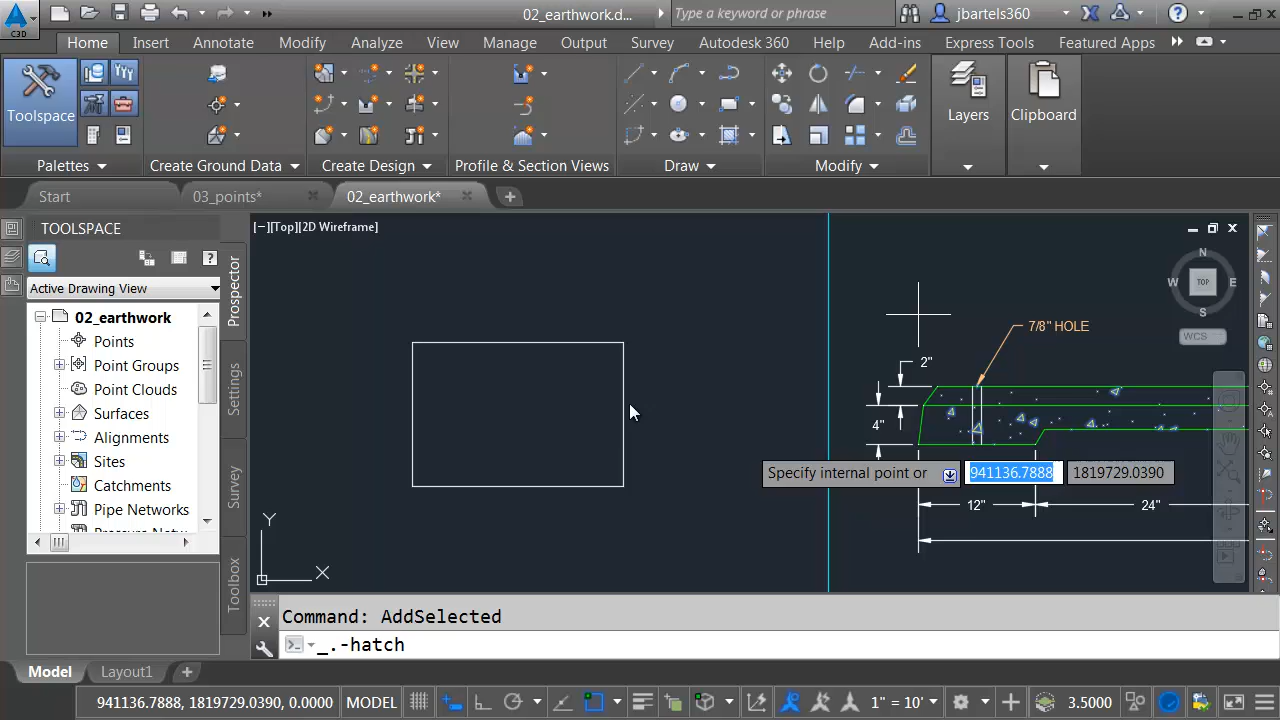 02_earthwork.d...
Type a keyword or phrase
jbartels360
C3D
Home Insert Annotate Modify Analyze View Manage Output Survey Autodesk 360 Help Add-ins Express Tools Featured Apps
Toolspace
Layers
Clipboard
Palettes
Create Ground Data
Create Design
Profile & Section Views
Draw
Modify
Start
03_points*
02_earthwork*
TOOLSPACE
Active Drawing View
02_earthwork
Points
Point Groups
Point Clouds
Surfaces
Alignments
Sites
Catchments
Pipe Networks
Prospector
Settings
Survey
Toolbox
[−][Top][2D Wireframe]
N
W TOP E
S
WCS
7/8" HOLE
2"
4"
Specify internal point or 941136.7888 1819729.0390
12"
24"
Y
X
Command: AddSelected
_.-hatch
Model Layout1
941136.7888, 1819729.0390, 0.0000 MODEL 1" = 10' 3.5000